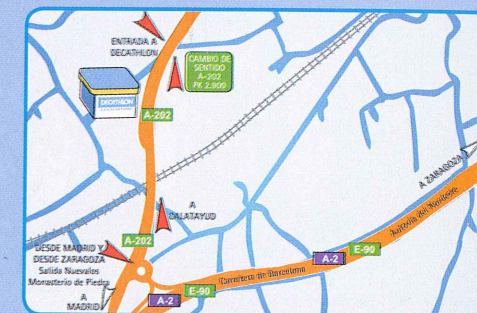 ENTRADA A
DECATHLON
CAMBIO DE
SENTIDO
A-202
PK 2.900
DECATHLON
A-202
A ZARAGOZA
A
CALATAYUD
Autovía del Nordeste
A-202
DESDE MADRID Y
DESDE ZARAGOZA
Salida Nuevalos
Monasterio de Piedra
A
MADRID
E-90
A-2
Carretera de Barcelona
E-90
A-2